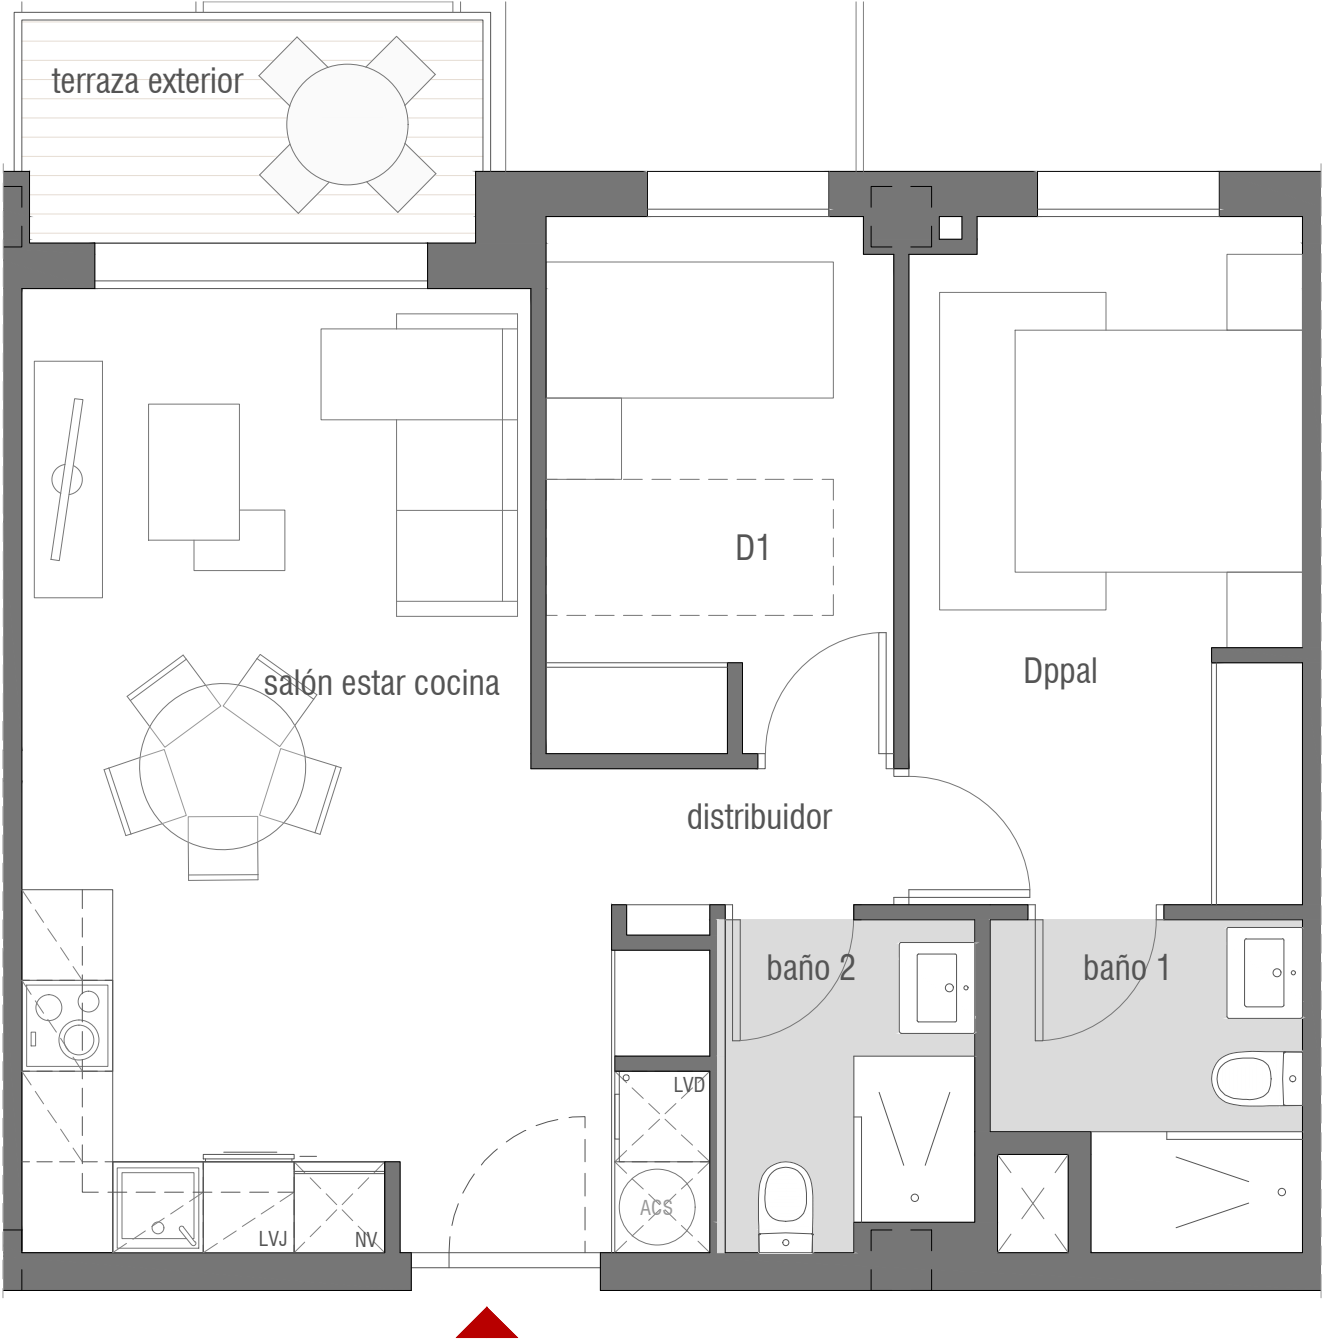 terraza exterior
D1
salón estar cocina
Dppal
distribuidor
baño 2
baño 1
LVD
ACS
LVJ
NV